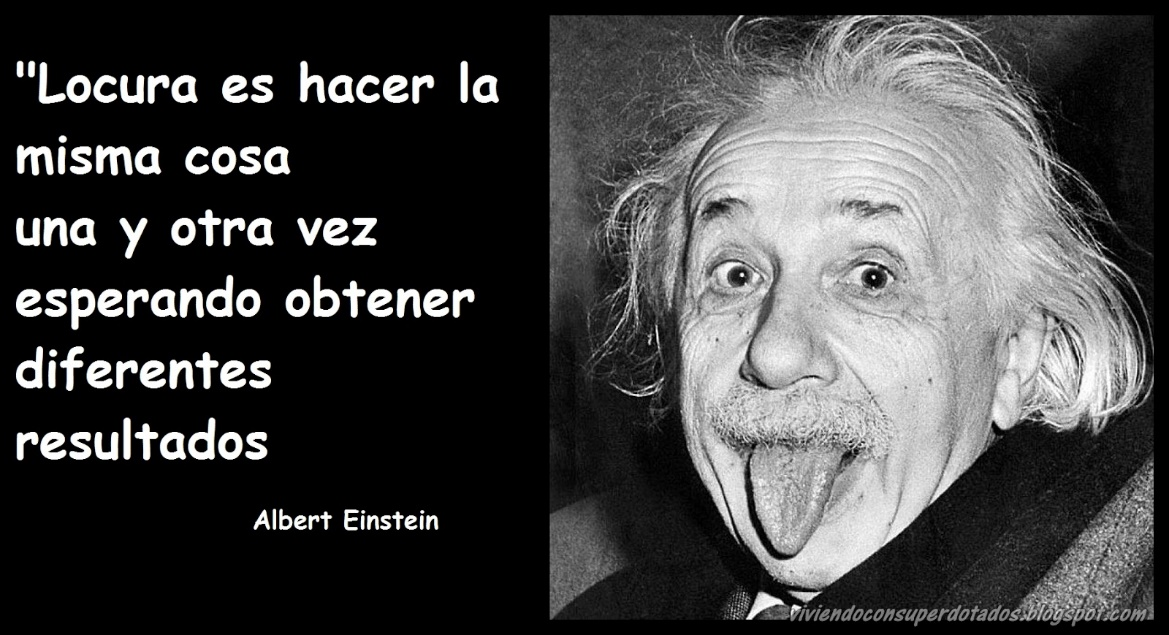 "Locura es hacer la
misma cosa
una y otra vez
esperando obtener
diferentes
resultados
Albert Einstein
viviendoconsuperdotados.blogspot.com